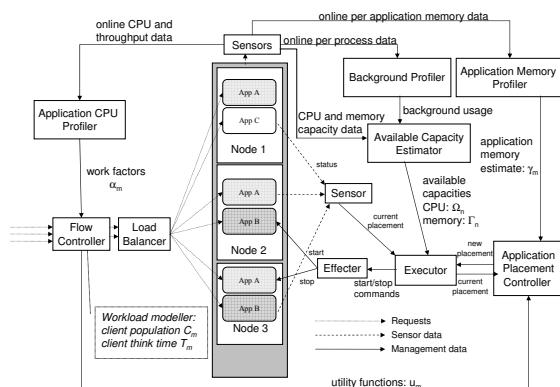 online CPU and
throughput data
online per application memory data
Sensors
online per process data
Background Profiler
Application Memory
Profiler
Application CPU
Profiler
App A
App C
Node 1
CPU and memory
capacity data
background usage
Available Capacity
Estimator
application
memory
estimate: γm
work factors
αm
status
App A
App B
Node 2
Sensor
available
capacities
CPU: Ωn
memory: Γn
current
placement
Flow
Controller
Load
Balancer
start
stop
App A
App B
Node 3
Effecter
start/stop
commands
Executor
new
placement
current
placement
Application
Placement
Controller
Workload modeller:
client population Cm
client think time Tm
Requests
Sensor data
Management data
utility functions: um